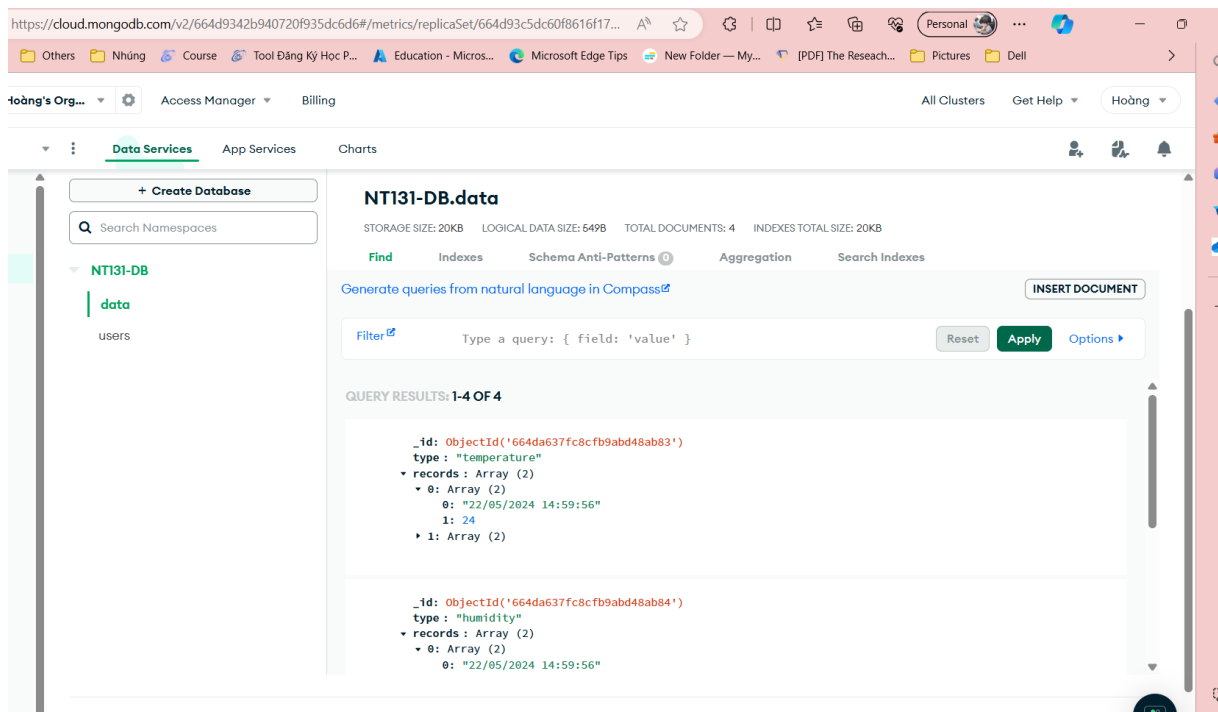 https://cloud.mongodb.com/v2/664d9342b940720f935dc6d6#/metrics/replicaSet/664d93c5dc60f8616f17... A» Personal
Others Nhúng Course Tool Đăng Ký Học P... Education - Micros... Microsoft Edge Tips New Folder — My... [PDF] The Reseach... Pictures Dell
Hoàng's Org... Access Manager Billing All Clusters Get Help Hoàng
Data Services App Services Charts
+ Create Database
Search Namespaces
NT131-DB
data
users
NT131-DB.data
STORAGE SIZE: 20KB LOGICAL DATA SIZE: 549B TOTAL DOCUMENTS: 4 INDEXES TOTAL SIZE: 20KB
Find Indexes Schema Anti-Patterns 0 Aggregation Search Indexes
Generate queries from natural language in Compass
INSERT DOCUMENT
Filter Type a query: { field: 'value' } Reset Apply Options
QUERY RESULTS: 1-4 OF 4
_id: ObjectId('664da637fc8cfb9abd48ab83')
type : "temperature"
records : Array (2)
0: Array (2)
0: "22/05/2024 14:59:56"
1: 24
1: Array (2)
_id: ObjectId('664da637fc8cfb9abd48ab84')
type : "humidity"
records : Array (2)
0: Array (2)
0: "22/05/2024 14:59:56"